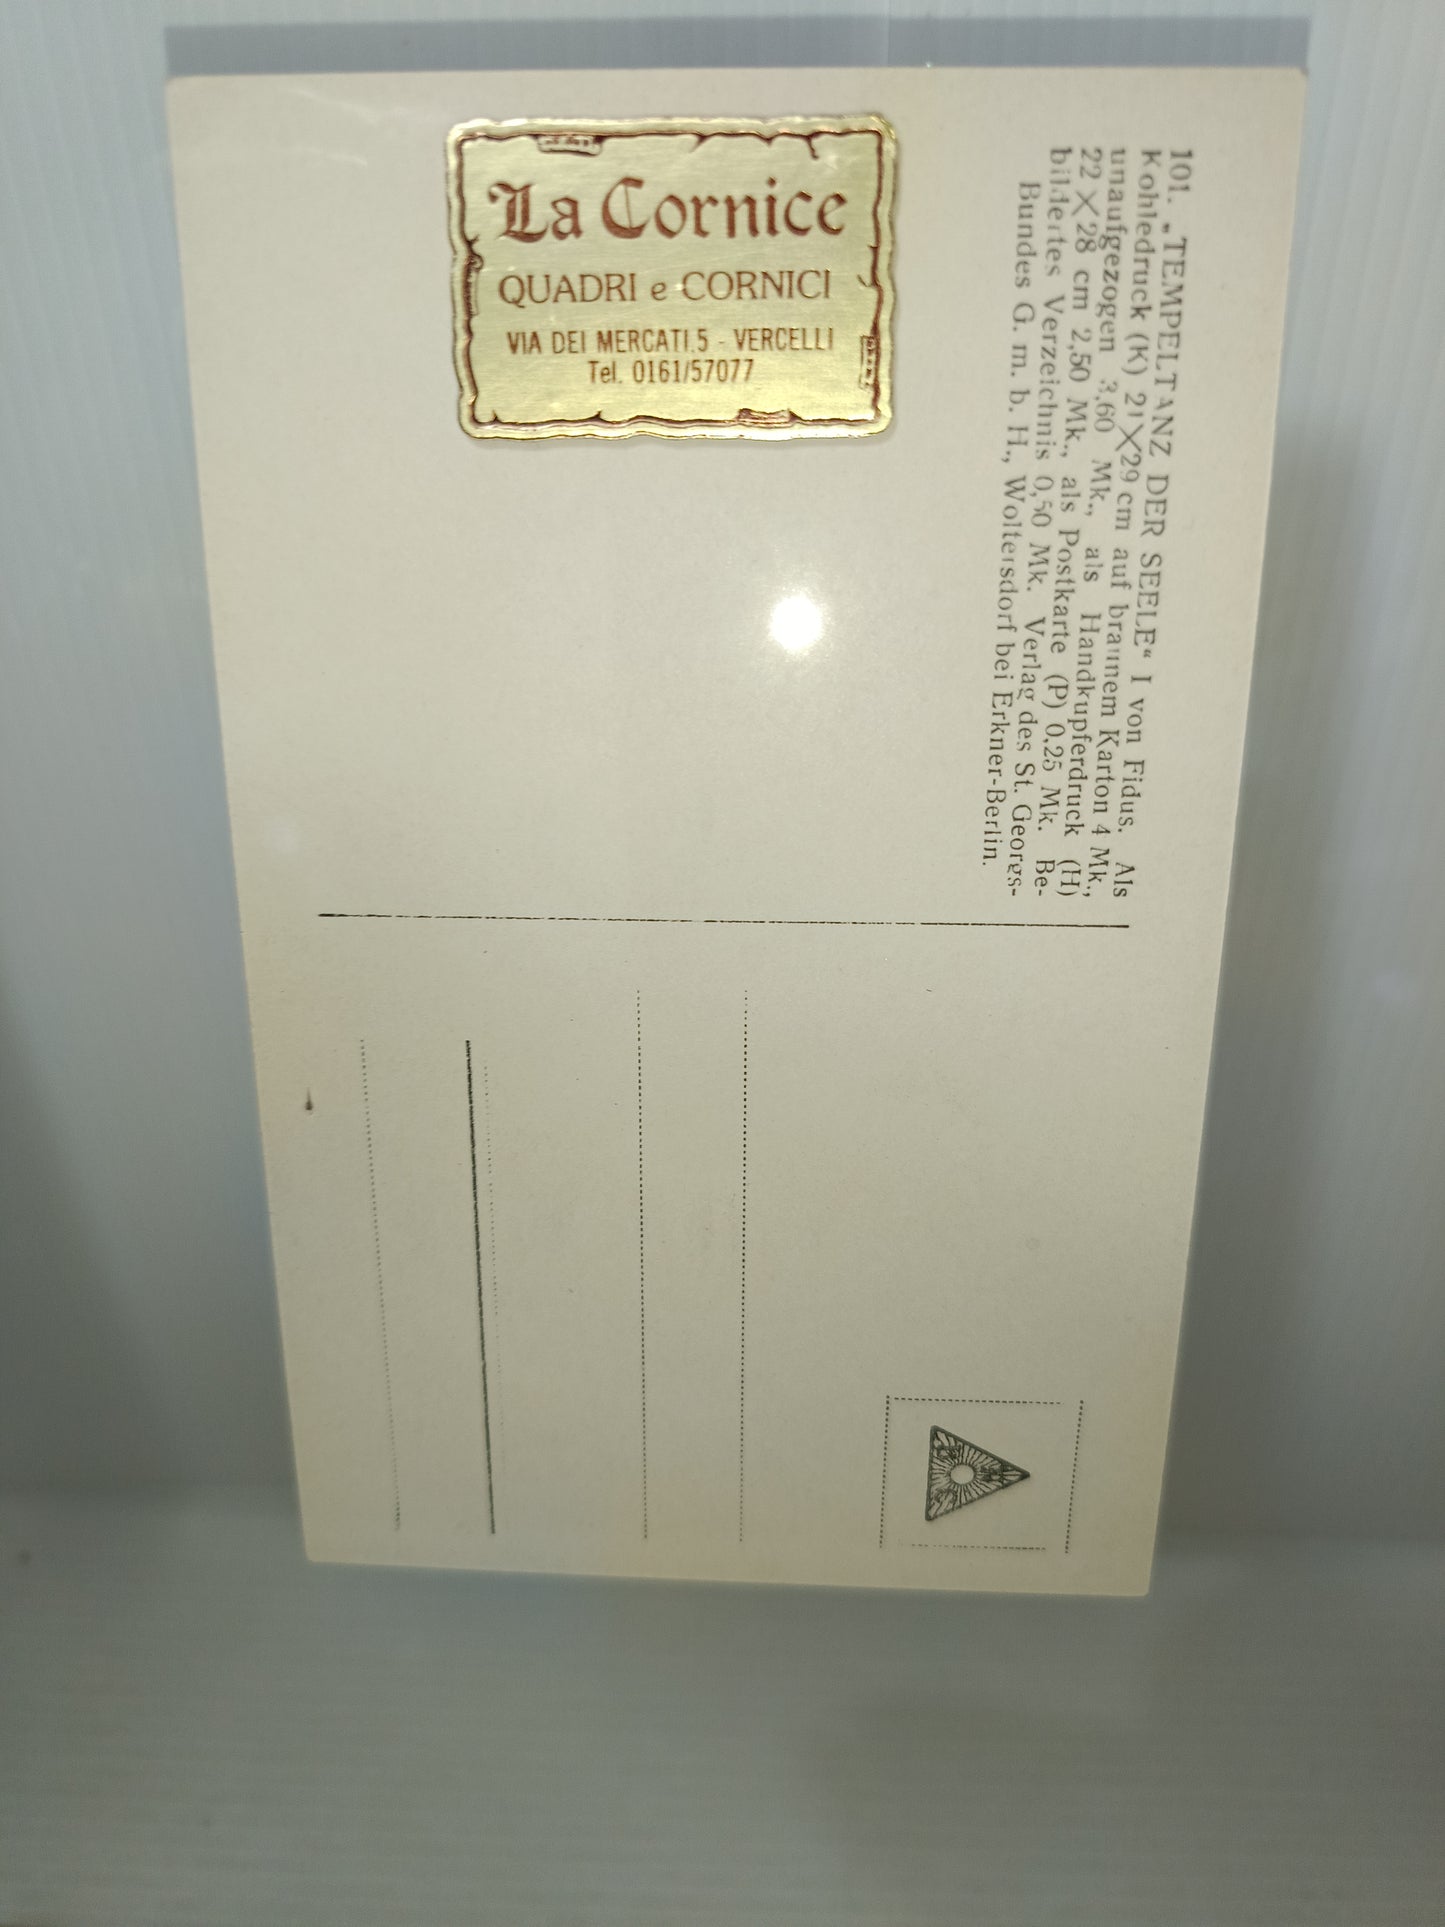 La Cornice
QUADRI e CORNICI
VIA DEI MERCATI,5 - VERCELLI
Tel. 0161/57077
101. „TEMPELTANZ DER SEELE“ I von Fidus. Als
Kohledruck (K) 21×29 cm auf braunem Karton 4 Mk.,
unaufgezogen 3,60 Mk., als Handkupferdruck (H)
22×28 cm 2,50 Mk., als Postkarte (P) 0,25 Mk. Be-
bildertes Verzeichnis 0,50 Mk. Verlag des St. Georgs-
Bundes G. m. b. H., Woltersdorf bei Erkner-Berlin.